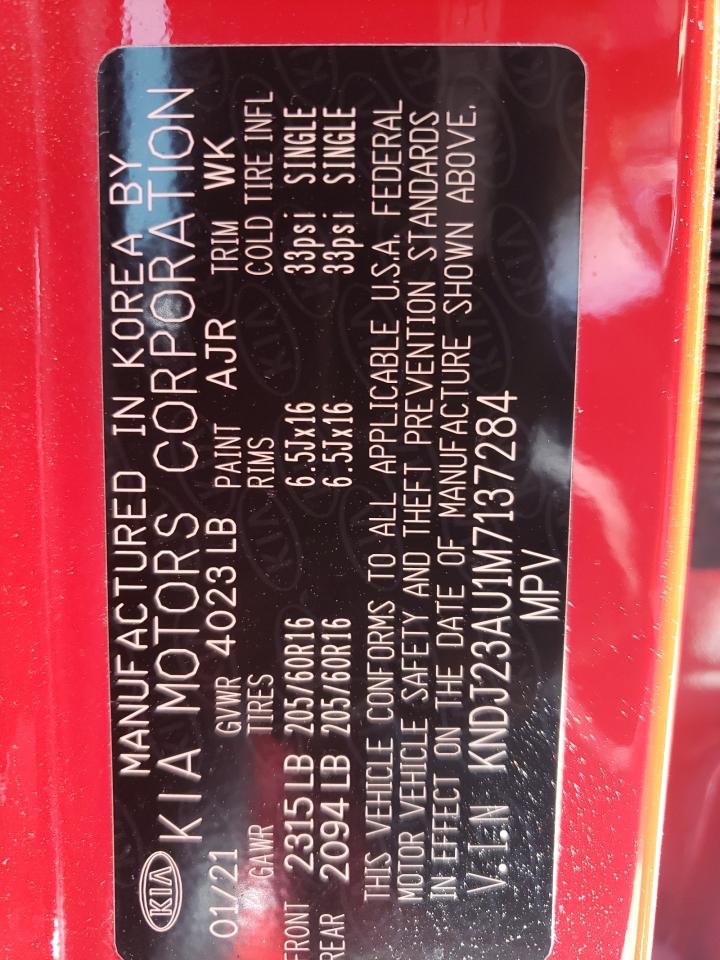 KIA MANUFACTURED IN KOREA BY
KIA MOTORS CORPORATION
01/21 GVWR 4023 LB PAINT AJR TRIM WK
GAWR TIRES RIMS COLD TIRE INFL
FRONT 2315 LB 205/60R16 6.5Jx16 33psi SINGLE
REAR 2094 LB 205/60R16 6.5Jx16 33psi SINGLE
THIS VEHICLE CONFORMS TO ALL APPLICABLE U.S.A. FEDERAL
MOTOR VEHICLE SAFETY AND THEFT PREVENTION STANDARDS
IN EFFECT ON THE DATE OF MANUFACTURE SHOWN ABOVE.
V.I.N KNDJ23AU1M7137284
MPV